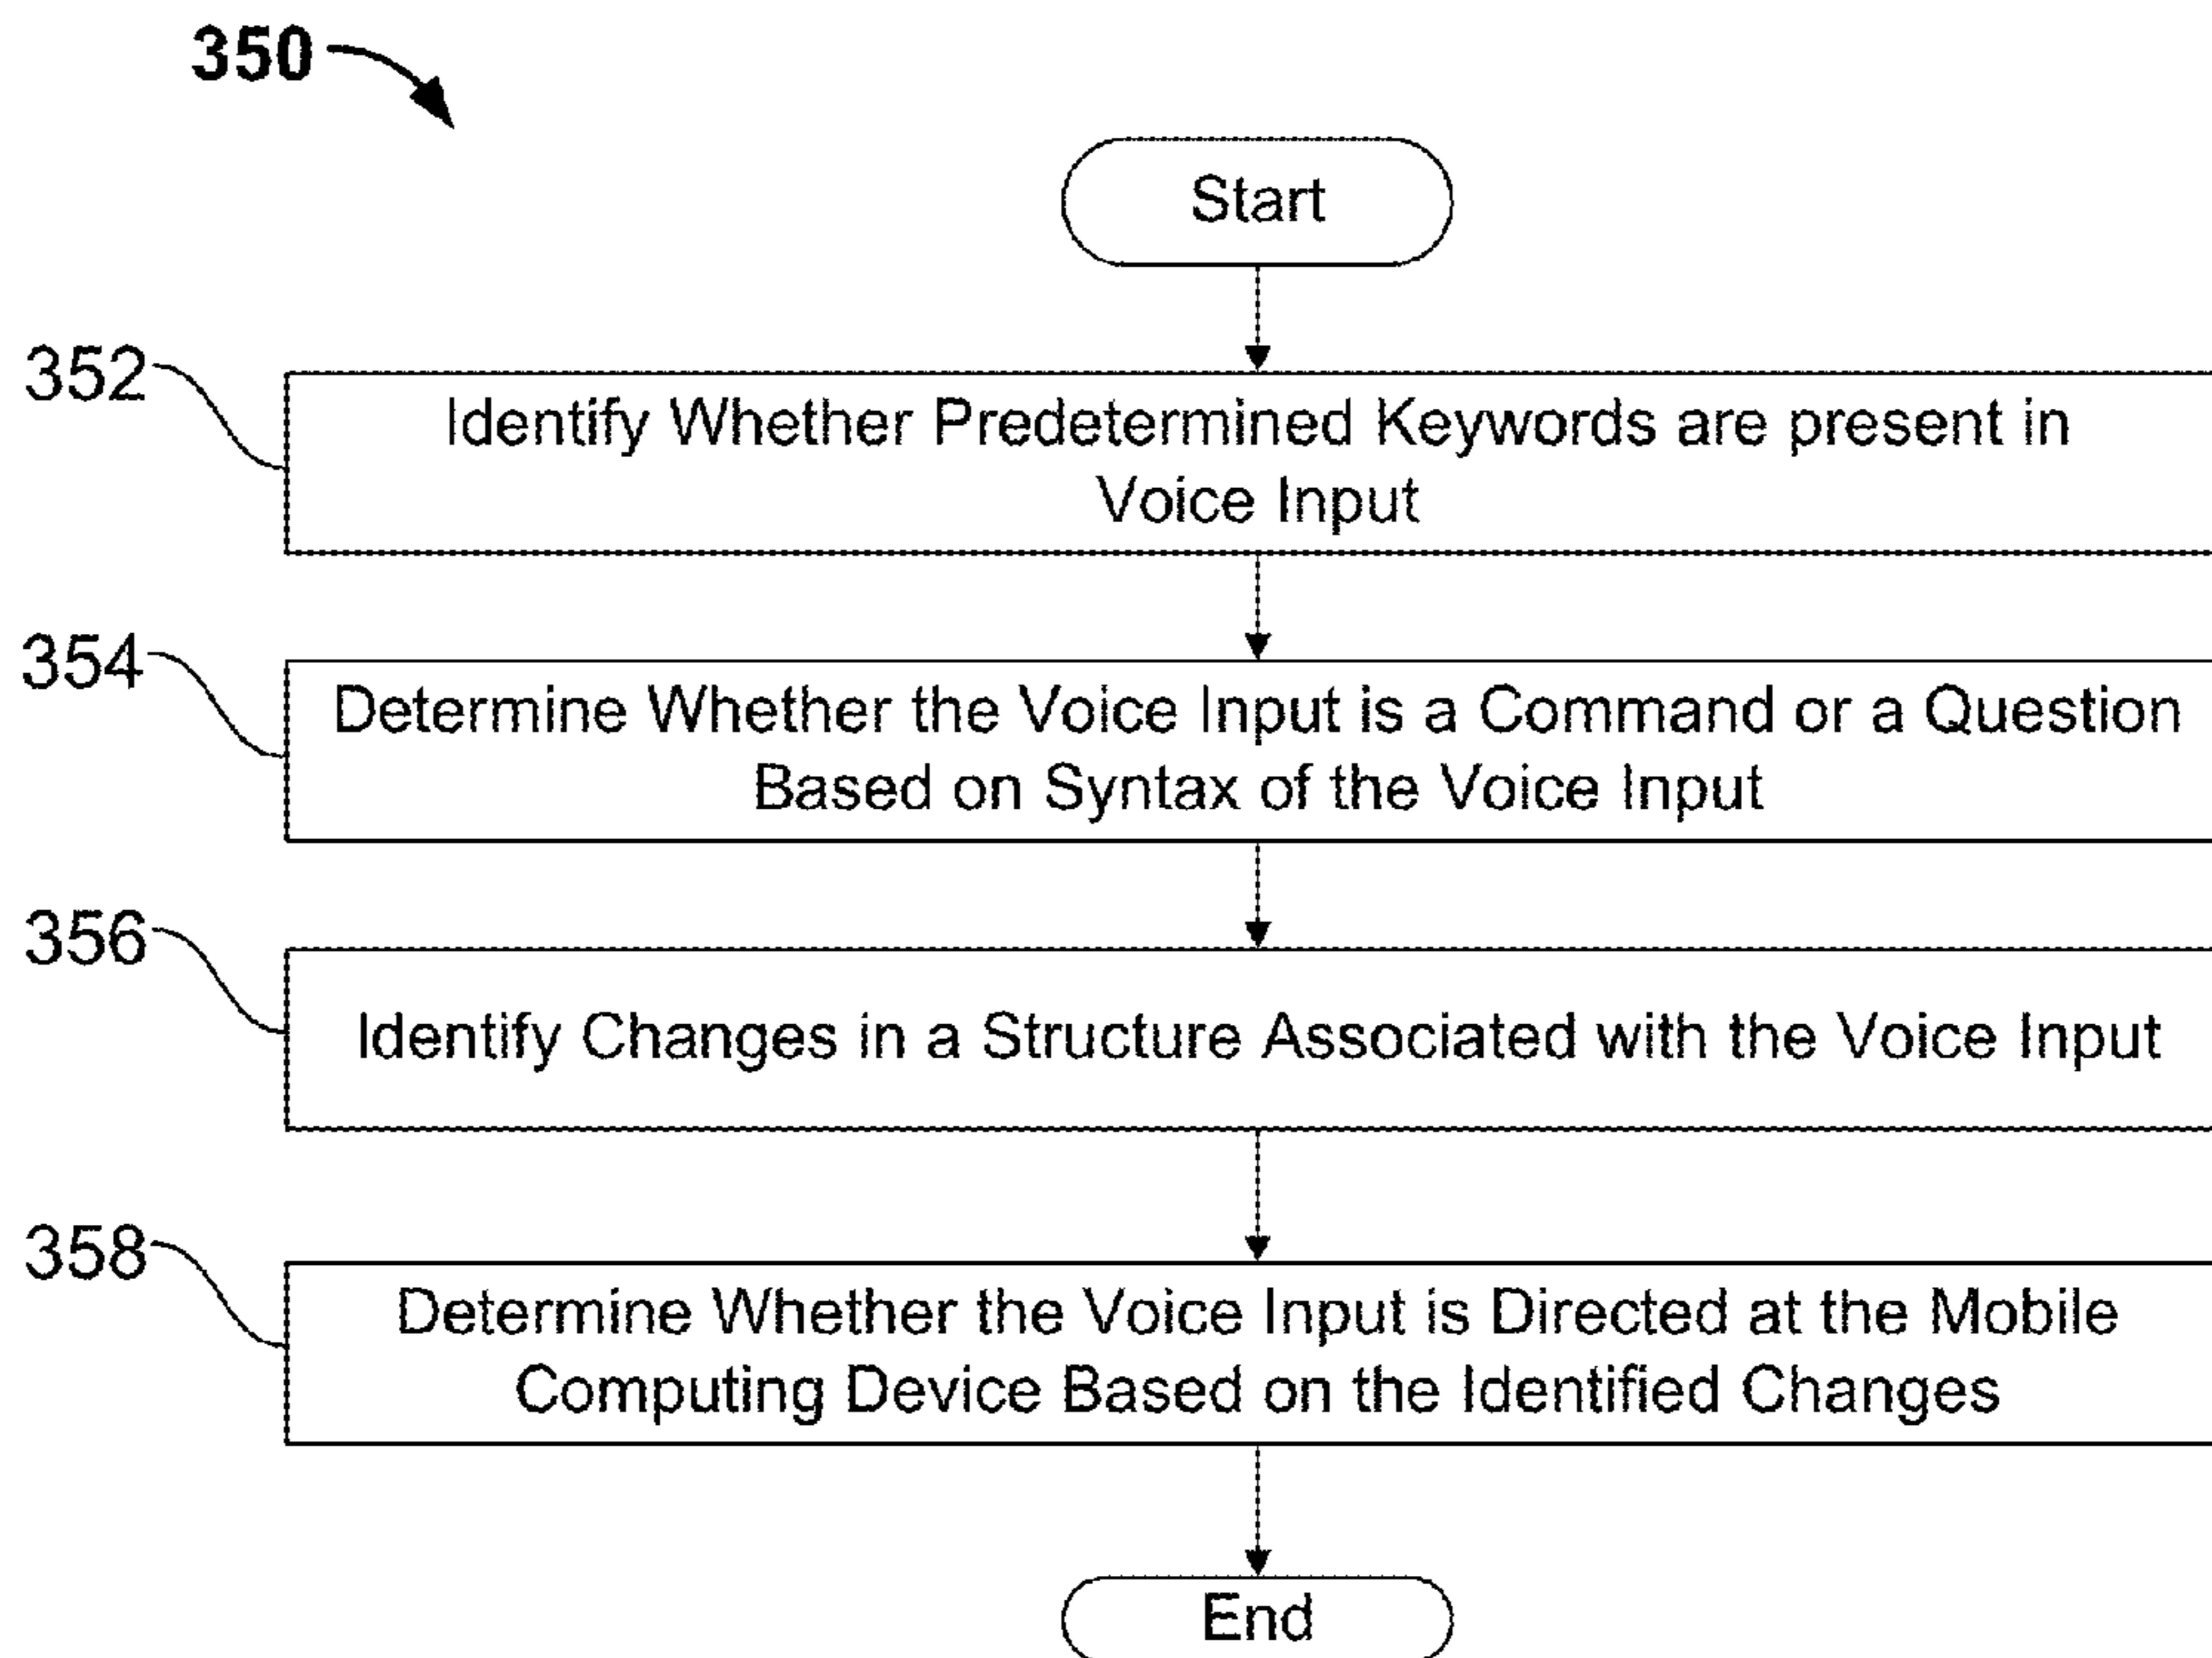 350
Start
352
Identify Whether Predetermined Keywords are present in
Voice Input
354
Determine Whether the Voice Input is a Command or a Question
Based on Syntax of the Voice Input
356
Identify Changes in a Structure Associated with the Voice Input
358
Determine Whether the Voice Input is Directed at the Mobile
Computing Device Based on the Identified Changes
End